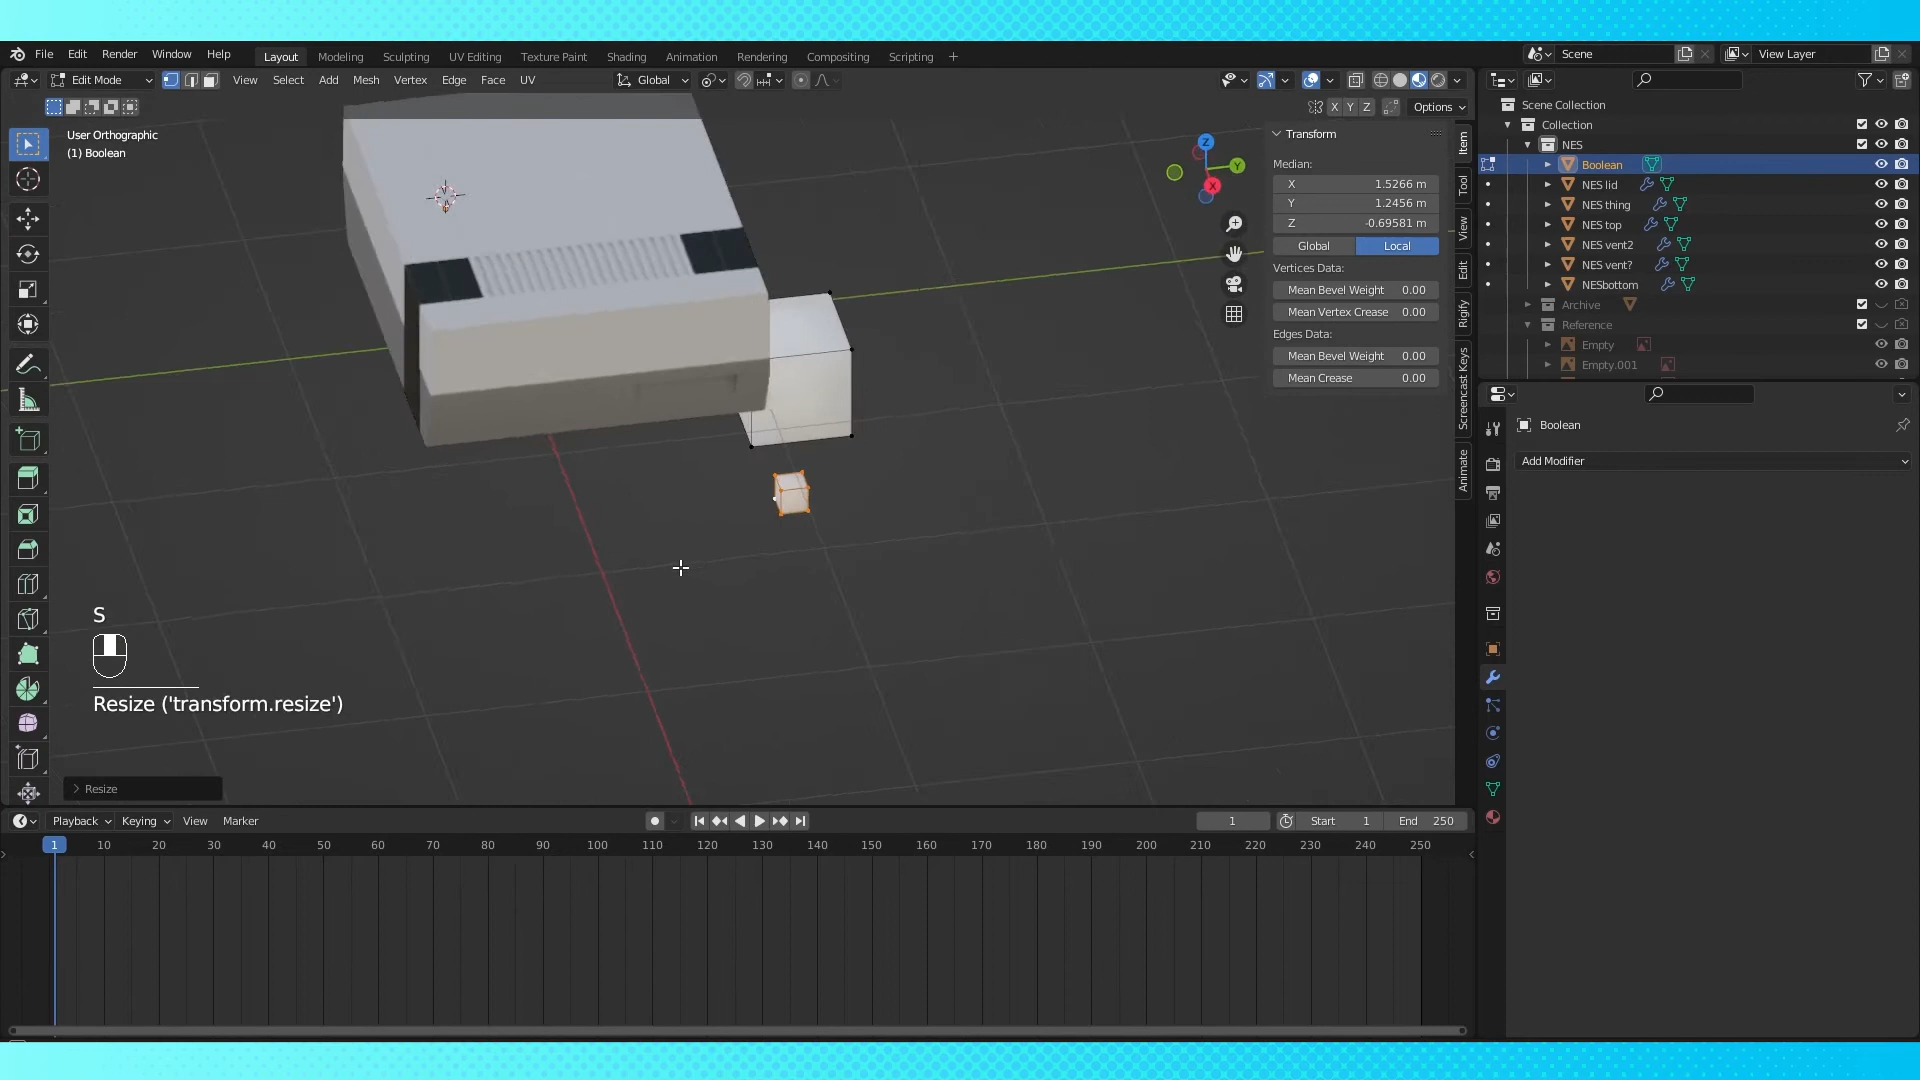 File Edit Render Window Help Layout Modeling Sculpting UV Editing Texture Paint Shading Animation Rendering Compositing Scripting + Scene View Layer
Edit Mode View Select Add Mesh Vertex Edge Face UV Global
X Y Z Options
User Orthographic
(1) Boolean
Z
Y
X
Transform
Median:
X 1.5266 m
Y 1.2456 m
Z -0.69581 m
Global Local
Vertices Data:
Mean Bevel Weight 0.00
Mean Vertex Crease 0.00
Edges Data:
Mean Bevel Weight 0.00
Mean Crease 0.00
Item
Tool
View
Edit
Rigify
Screencast Keys
Animate
Scene Collection
Collection
NES
Boolean
NES lid
NES thing
NES top
NES vent2
NES vent?
NESbottom
Archive
Reference
Empty
Empty.001
Boolean
Add Modifier
S
Resize ('transform.resize')
Resize
Playback Keying View Marker 1 Start 1 End 250
1 10 20 30 40 50 60 70 80 90 100 110 120 130 140 150 160 170 180 190 200 210 220 230 240 250